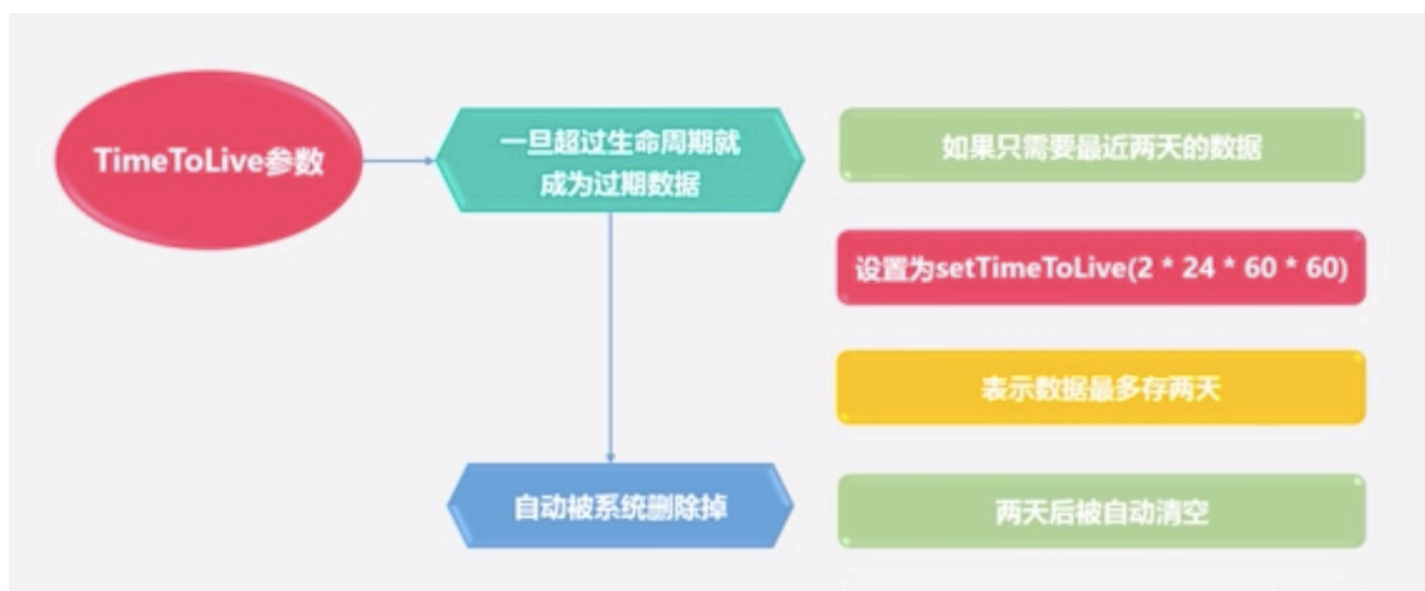 TimeToLive参数
一旦超过生命周期就
成为过期数据
自动被系统删除掉
如果只需要最近两天的数据
设置为setTimeToLive(2 * 24 * 60 * 60)
表示数据最多存两天
两天后被自动清空